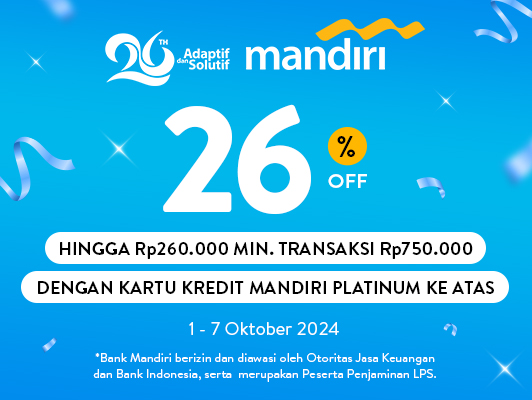 26TH Adaptif dan Solutif mandiri
26 % OFF
HINGGA Rp260.000 MIN. TRANSAKSI Rp750.000
DENGAN KARTU KREDIT MANDIRI PLATINUM KE ATAS
1 - 7 Oktober 2024
*Bank Mandiri berizin dan diawasi oleh Otoritas Jasa Keuangan
dan Bank Indonesia, serta merupakan Peserta Penjaminan LPS.